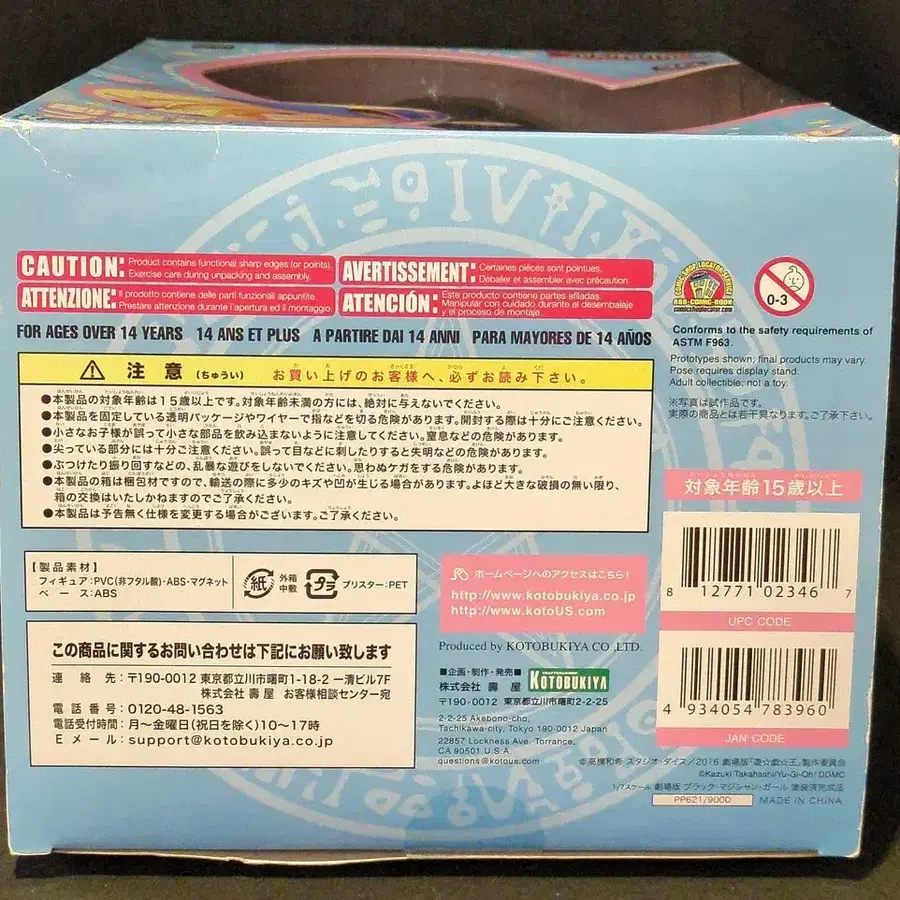 CAUTION: Product contains functional sharp edges (or points).
Exercise care during unpacking and assembly.
AVERTISSEMENT: Certaines pièces sont pointues.
Déballer et assembler avec précaution.
ATTENZIONE: Il prodotto contiene delle parti funzionali appuntite.
Prestare attenzione durante l'apertura ed il montaggio.
ATENCIÓN: Este producto contiene partes afiladas.
Manipular con cuidado durante el desembalaje
y el proceso de montaje.
FOR AGES OVER 14 YEARS 14 ANS ET PLUS A PARTIRE DAI 14 ANNI PARA MAYORES DE 14 AÑOS
COMIC SHOP LOCATOR SERVICE
888-COMIC-BOOK
comicshoplocator.com
0-3
Conforms to the safety requirements of
ASTM F963.
Prototypes shown; final products may vary.
Pose requires display stand.
Adult collectible; not a toy.
※写真は試作品です。
実際の商品とは若干異なります。ご了承下さい。
注意(ちゅうい) お買い上げのお客様へ、必ずお読み下さい。
●本製品の対象年齢は15歳以上です。対象年齢未満の方には、絶対に与えないでください。
●本製品を固定している透明パッケージやワイヤーで指などを切る危険があります。開封する際は十分にご注意ください。
●小さなお子様が誤って小さな部品を飲み込まないように注意してください。窒息などの危険があります。
●尖っている部分には十分ご注意ください。誤って目などに刺したりすると失明などの危険があります。
●ぶつけたり振り回すなどの、乱暴な遊びをしないでください。思わぬケガをする危険があります。
●本製品の箱は梱包材ですので、輸送の際に多少のキズや凹が生じる場合があります。よほど大きな破損の無い限り、
箱の交換はいたしかねますのでご了承ください。
●本製品は予告無く仕様を変更する場合がございます。ご了承ください。
対象年齢15歳以上
【製品素材】
フィギュア:PVC(非フタル酸)・ABS・マグネット
ベース:ABS
紙 外箱
中敷
プラ ブリスター:PET
この商品に関するお問い合わせは下記にお願い致します
連絡先:〒190-0012 東京都立川市曙町1-18-2 一清ビル7F
株式会社 壽屋 お客様相談センター宛
電話番号:0120-48-1563
電話受付時間:月~金曜日(祝日を除く)10~17時
Eメール:support@kotobukiya.co.jp
ホームページへのアクセスはこちら!
http://www.kotobukiya.co.jp
http://www.kotoUS.com
Produced by KOTOBUKIYA CO.,LTD.
■企画・制作・発売■
株式会社 壽屋 KOTOBUKIYA
〒190-0012 東京都立川市曙町2-2-25
2-2-25 Akebono-cho,
Tachikawa-city, Tokyo 190-0012 Japan
22857 Lockness Ave. Torrance,
CA 90501 U.S.A.
questions@kotous.com
8 12771 02346 7
UPC CODE
4 934054 783960
JAN CODE
©高橋和希 スタジオ・ダイス/2016 劇場版「遊☆戯☆王」製作委員会
©Kazuki Takahashi/Yu-Gi-Oh! DDMC
1/7スケール 劇場版 ブラック・マジシャン・ガール 塗装済完成品
PP621/9000 MADE IN CHINA